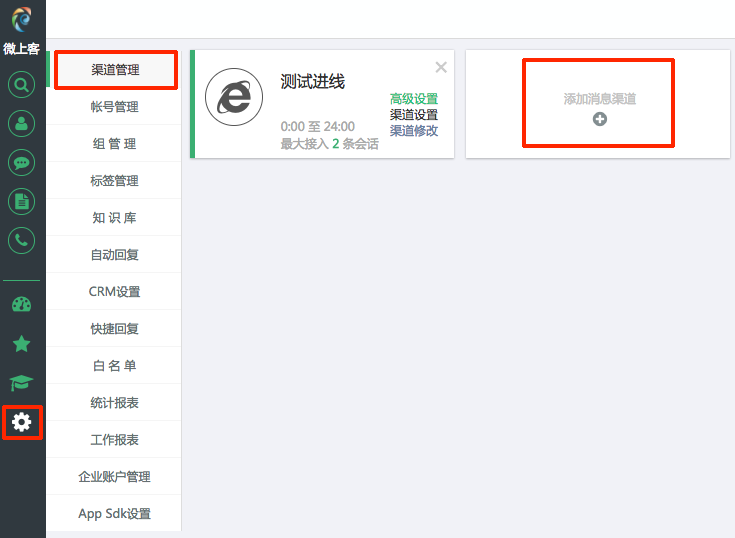 微上客
渠道管理
帐号管理
组 管 理
标签管理
知 识 库
自动回复
CRM设置
快捷回复
白 名 单
统计报表
工作报表
企业账户管理
App Sdk设置
测试进线
高级设置
渠道设置
渠道修改
0:00 至 24:00
最大接入 2 条会话
添加消息渠道